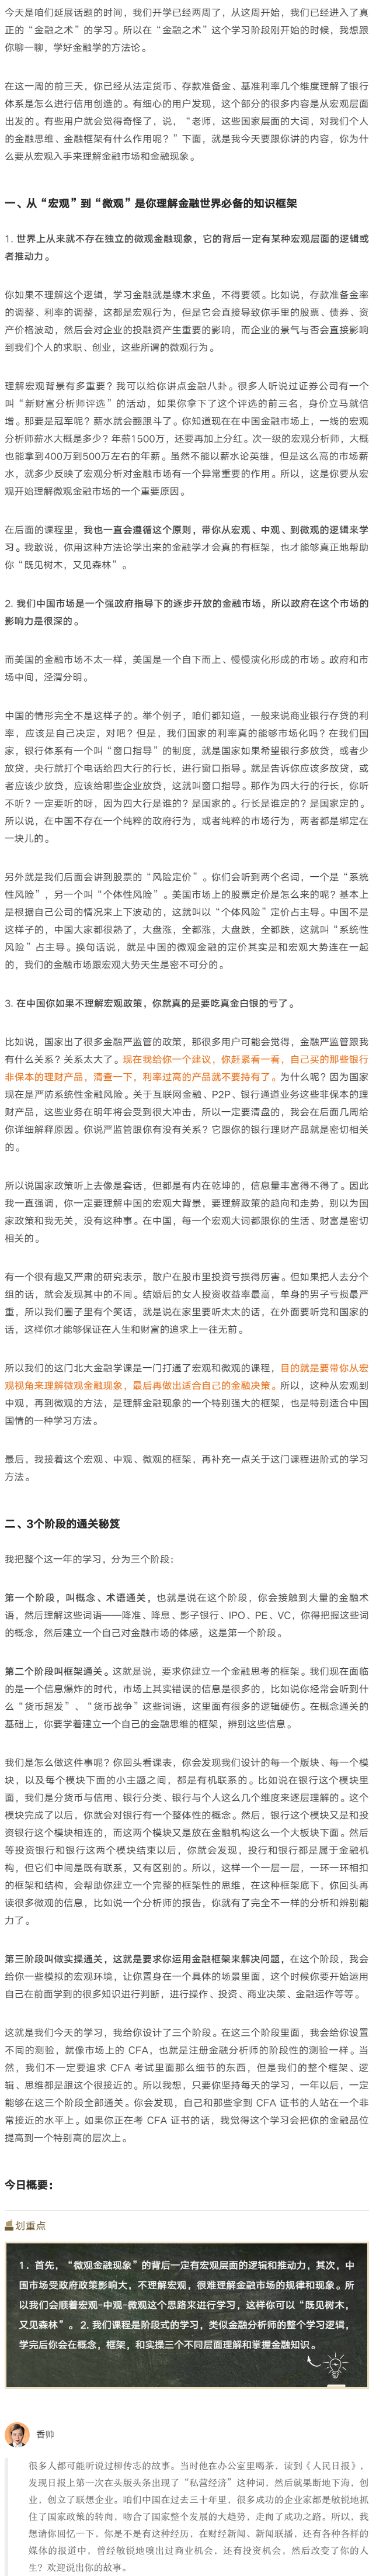 今天是咱们延展话题的时间，我们开学已经两周了，从这周开始，我们已经进入了真
正的“金融之术”的学习。所以在“金融之术”这个学习阶段刚开始的时候，我想跟
你聊一聊，学好金融学的方法论。
在这一周的前三天，你已经从法定货币、存款准备金、基准利率几个维度理解了银行
体系是怎么进行信用创造的。有细心的用户发现，这个部分的很多内容是从宏观层面
出发的。有些用户就会觉得奇怪了，说，“老师，这些国家层面的大词，对我们个人
的金融思维、金融框架有什么作用呢？”下面，就是我今天要跟你讲的内容，你为什
么要从宏观入手来理解金融市场和金融现象。
一、从“宏观”到“微观”是你理解金融世界必备的知识框架
1. 世界上从来就不存在独立的微观金融现象，它的背后一定有某种宏观层面的逻辑或
者推动力。
你如果不理解这个逻辑，学习金融就是缘木求鱼，不得要领。比如说，存款准备金率
的调整、利率的调整，这都是宏观行为，但是它会直接导致你手里的股票、债券、资
产价格波动，然后会对企业的投融资产生重要的影响，而企业的景气与否会直接影响
到我们个人的求职、创业，这些所谓的微观行为。
理解宏观背景有多重要？我可以给你讲点金融八卦。很多人听说过证券公司有一个
叫“新财富分析师评选”的活动，如果你拿下了这个评选的前三名，身价立马就倍
增。那要是冠军呢？薪水就会翻跟斗了。你知道现在在中国金融市场上，一线的宏观
分析师薪水大概是多少？年薪1500万，还要再加上分红。次一级的宏观分析师，大概
也能拿到400万到500万左右的年薪。虽然不能以薪水论英雄，但是这么高的市场薪
水，就多少反映了宏观分析对金融市场有一个异常重要的作用。所以，这是你要从宏
观开始理解微观金融市场的一个重要原因。
在后面的课程里，我也一直会遵循这个原则，带你从宏观、中观、到微观的逻辑来学
习。我敢说，你用这种方法论学出来的金融学才会真的有框架，也才能够真正地帮助
你“既见树木，又见森林”。
2. 我们中国市场是一个强政府指导下的逐步开放的金融市场，所以政府在这个市场的
影响力是很深的。
而美国的金融市场不太一样，美国是一个自下而上、慢慢演化形成的市场。政府和市
场中间，泾渭分明。
中国的情形完全不是这样子的。举个例子，咱们都知道，一般来说商业银行存贷的利
率，应该是自己决定，对吧？但是，我们国家的利率真的能够市场化吗？在我们国
家，银行体系有一个叫“窗口指导”的制度，就是国家如果希望银行多放贷，或者少
放贷，央行就打个电话给四大行的行长，进行窗口指导。就是告诉你应该多放贷，或
者应该少放贷，应该给哪些企业放贷，这就叫窗口指导。那作为四大行的行长，你听
不听？一定要听的呀，因为四大行是谁的？是国家的。行长是谁定的？是国家定的。
所以说，在中国不存在一个纯粹的政府行为，或者纯粹的市场行为，两者都是绑定在
一块儿的。
另外就是我们后面会讲到股票的“风险定价”。你们会听到两个名词，一个是“系统
性风险”，另一个叫“个体性风险”。美国市场上的股票定价是怎么来的呢？基本上
是根据自己公司的情况来上下波动的，这就叫以“个体风险”定价占主导。中国不是
这样子的，中国大家都很熟了，大盘涨，全都涨，大盘跌，全都跌，这就叫“系统性
风险”占主导。换句话说，就是中国的微观金融的定价其实是和宏观大势连在一起
的，我们的金融市场跟宏观大势天生是密不可分的。
3. 在中国你如果不理解宏观政策，你就真的是要吃真金白银的亏了。
比如说，国家出了很多金融严监管的政策，那很多用户可能会觉得，金融严监管跟我
有什么关系？关系太大了。现在我给你一个建议，你赶紧看一看，自己买的那些银行
非保本的理财产品，清查一下，利率过高的产品就不要持有了。为什么呢？因为国家
现在是严防系统性金融风险。关于互联网金融、P2P、银行通道业务这些非保本的理
财产品，这些业务在明年将会受到很大冲击，所以一定要清盘的，我会在后面几周给
你详细解释原因。你说严监管跟你有没有关系？它跟你的银行理财产品就是密切相关
的。
所以说国家政策听上去像是套话，但都是有内在乾坤的，信息量丰富得不得了。因此
我一直强调，你一定要理解中国的宏观大背景，要理解政策的趋向和走势，别以为国
家政策和我无关，没有这种事。在中国，每一个宏观大词都跟你的生活、财富是密切
相关的。
有一个很有趣又严肃的研究表示，散户在股市里投资亏损得厉害。但如果把人去分个
组的话，就会发现其中的不同。结婚后的女人投资收益率最高，单身的男子亏损最严
重，所以我们圈子里有个笑话，就是说在家里要听太太的话，在外面要听党和国家的
话，这样你才能够保证在人生和财富的追求上一往无前。
所以我们的这门北大金融学课是一门打通了宏观和微观的课程，目的就是要带你从宏
观视角来理解微观金融现象，最后再做出适合自己的金融决策。所以，这种从宏观到
中观，再到微观的方法，是理解金融现象的一个特别强大的框架，也是特别适合中国
国情的一种学习方法。
最后，我接着这个宏观、中观、微观的框架，再补充一点关于这门课程进阶式的学习
方法。
二、3个阶段的通关秘笈
我把整个这一年的学习，分为三个阶段：
第一个阶段，叫概念、术语通关，也就是说在这个阶段，你会接触到大量的金融术
语，然后理解这些词语——降准、降息、影子银行、IPO、PE、VC，你得把握这些词
的概念，然后建立一个自己对金融市场的体感，这是第一个阶段。
第二个阶段叫框架通关。这就是说，要求你建立一个金融思考的框架。我们现在面临
的是一个信息爆炸的时代，市场上其实错误的信息是很多的，比如说你经常会听到什
么“货币超发”、“货币战争”这些词语，这里面有很多的逻辑硬伤。在概念通关的
基础上，你要学着建立一个自己的金融思维的框架，辨别这些信息。
我们是怎么做这件事呢？你回头看课表，你会发现我们设计的每一个版块、每一个模
块，以及每个模块下面的小主题之间，都是有机联系的。比如说在银行这个模块里
面，我们是分货币与信用、银行分类、银行与个人这么几个维度来逐层理解的。这个
模块完成了以后，你就会对银行有一个整体性的概念。然后，银行这个模块又是和投
资银行这个模块相连的，而这两个模块又是放在金融机构这么一个大板块下面。然后
等投资银行和银行这两个模块结束以后，你就会发现，投行和银行都是属于金融机
构，但它们中间是既有联系，又有区别的。所以，这样一个一层一层，一环一环相扣
的框架和结构，会帮助你建立一个完整的框架性的思维，在这种框架底下，你回头再
读很多微观的信息，比如说一个分析师的报告，你就有了完全不一样的分析和辨别能
力了。
第三阶段叫做实操通关，这就是要求你运用金融框架来解决问题，在这个阶段，我会
给你一些模拟的宏观环境，让你置身在一个具体的场景里面，这个时候你要开始运用
自己在前面学到的很多知识进行判断，进行操作、投资、商业决策、金融运作等等。
这就是我们今天的学习，我给你设计了三个阶段。在这三个阶段里面，我会给你设置
不同的测验，就像市场上的 CFA，也就是注册金融分析师的阶段性的测验一样。当
然，我们不一定要追求 CFA 考试里面那么细节的东西，但是我们的整个框架、逻
辑、思维都是跟这个很接近的。所以我想，只要你坚持每天的学习，一年以后，一定
能够在这三个阶段全部通关。你会发现，自己和那些拿到 CFA 证书的人站在一个非
常接近的水平上。如果你正在考 CFA 证书的话，我觉得这个学习会把你的金融品位
提高到一个特别高的层次上。
今日概要：
划重点
1．首先，“微观金融现象”的背后一定有宏观层面的逻辑和推动力，其次，中
国市场受政府政策影响大，不理解宏观，很难理解金融市场的规律和现象。所
以我们会顺着宏观-中观-微观这个思路来进行学习，这样你可以“既见树木，
又见森林”。 2. 我们课程是阶段式的学习，类似金融分析师的整个学习逻辑，
学完后你会在概念，框架，和实操三个不同层面理解和掌握金融知识。
香帅
很多人都可能听说过柳传志的故事。当时他在办公室里喝茶，读到《人民日报》，
发现日报上第一次在头版头条出现了“私营经济”这种词，然后就果断地下海，创
业，创立了联想企业。咱们中国在过去三十年里，很多成功的企业家都是敏锐地抓
住了国家政策的转向，吻合了国家整个发展的大趋势，走向了成功之路。所以，我
想请你回忆一下，你是不是有这种经历，在财经新闻、新闻联播，还有各种各样的
媒体的报道中，曾经敏锐地嗅出过商业机会，还有投资机会，然后改变了你的人
生？欢迎说出你的故事。